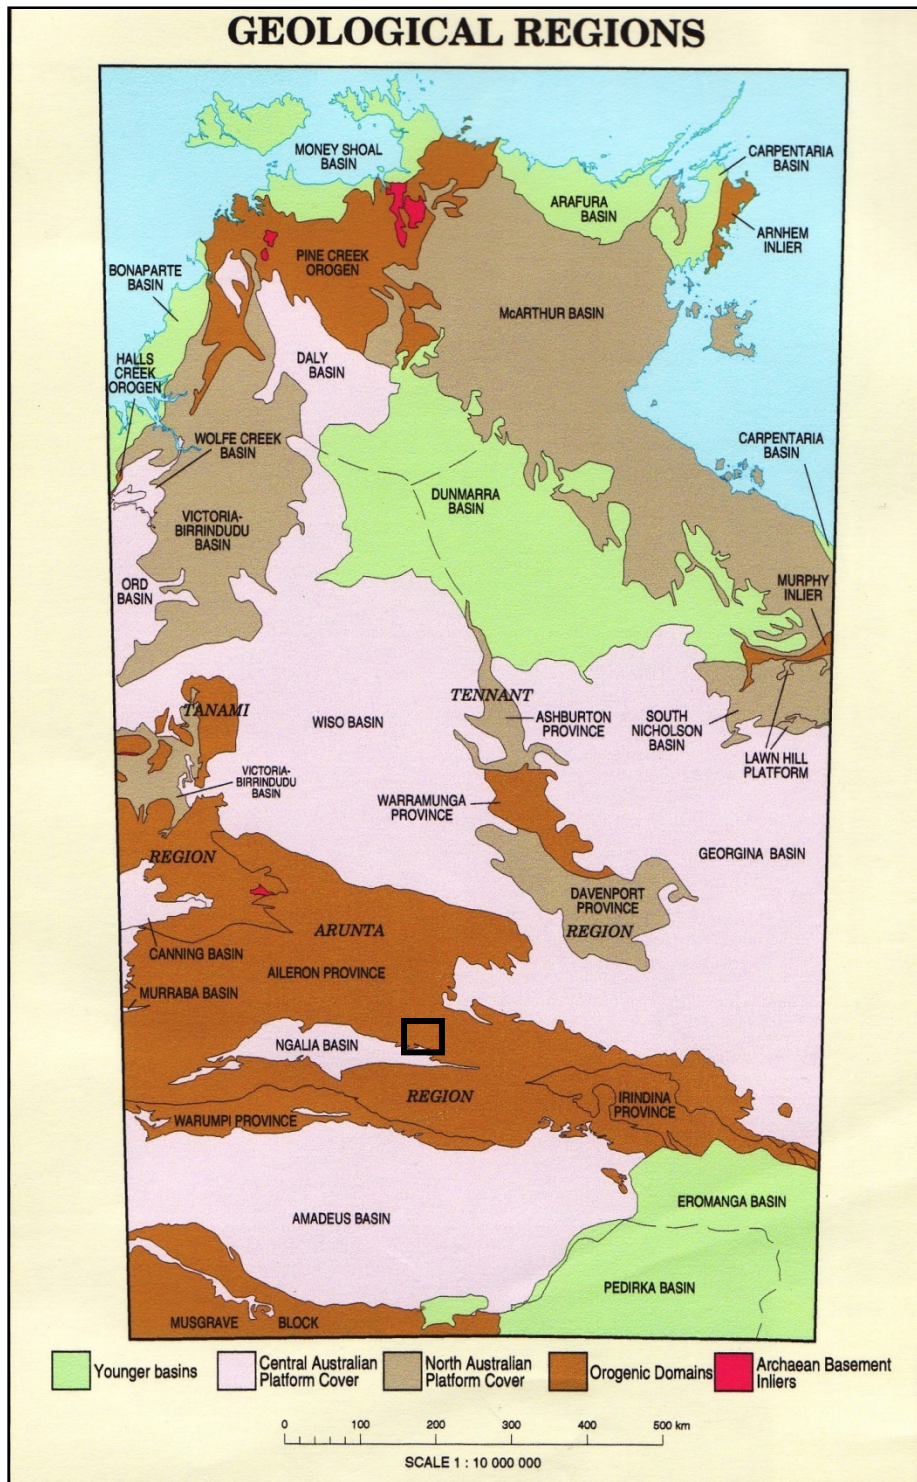 GEOLOGICAL REGIONS
MONEY SHOAL
BASIN
CARPENTARIA
BASIN
ARAFURA
BASIN
ARNHEM
INLIER
PINE CREEK
OROGEN
BONAPARTE
BASIN
McARTHUR BASIN
HALLS
CREEK
OROGEN
DALY
BASIN
WOLFE CREEK
BASIN
CARPENTARIA
BASIN
DUNMARRA
BASIN
VICTORIA-
BIRRINDUDU
BASIN
ORD
BASIN
MURPHY
INLIER
TANAMI
TENNANT
WISO BASIN
ASHBURTON
PROVINCE
SOUTH
NICHOLSON
BASIN
LAWN HILL
PLATFORM
VICTORIA-
BIRRINDUDU
BASIN
WARRAMUNGA
PROVINCE
REGION
GEORGINA BASIN
DAVENPORT
PROVINCE
REGION
ARUNTA
CANNING BASIN
AILERON PROVINCE
MURRABA BASIN
NGALIA BASIN
REGION
IRINDINA
PROVINCE
WARUMPI PROVINCE
EROMANGA BASIN
AMADEUS BASIN
PEDIRKA BASIN
MUSGRAVE BLOCK
Younger basins
Central Australian
Platform Cover
North Australian
Platform Cover
Orogenic Domains
Archaean Basement
Inliers
0 100 200 300 400 500 km
SCALE 1 : 10 000 000